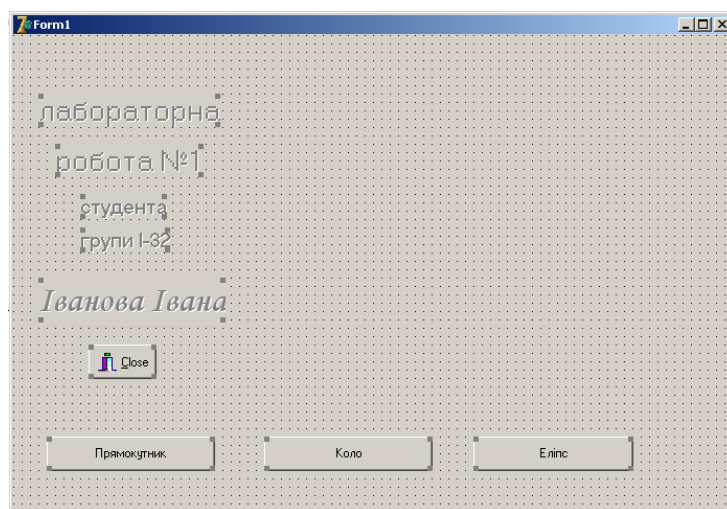 Form1
лабораторна
робота №1
студента
групи І-32
Іванова Івана
Close
Прямокутник
Коло
Еліпс